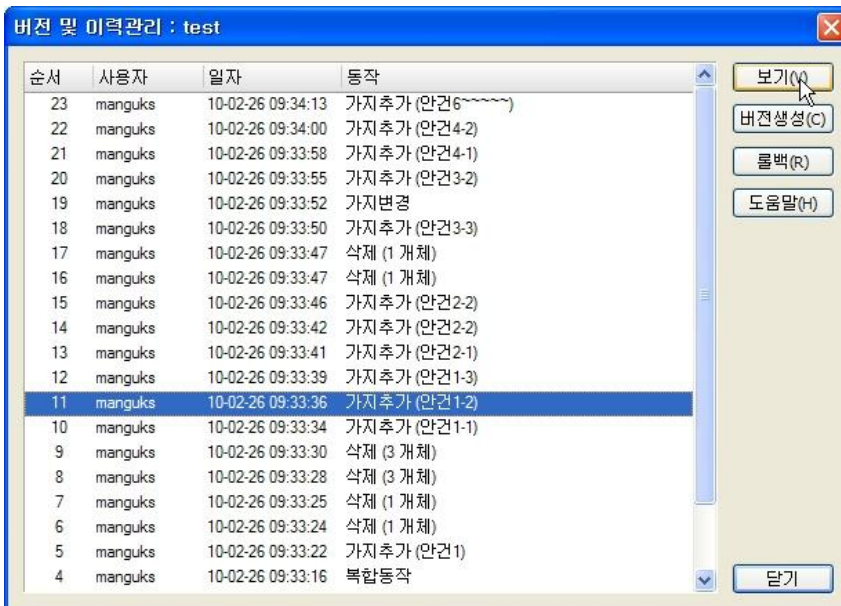 버전 및 이력관리 : test
순서 사용자 일자 동작
23 manguks 10-02-26 09:34:13 가지추가 (안건6~~~~~)
22 manguks 10-02-26 09:34:00 가지추가 (안건4-2)
21 manguks 10-02-26 09:33:58 가지추가 (안건4-1)
20 manguks 10-02-26 09:33:55 가지추가 (안건3-2)
19 manguks 10-02-26 09:33:52 가지변경
18 manguks 10-02-26 09:33:50 가지추가 (안건3-3)
17 manguks 10-02-26 09:33:47 삭제 (1 개체)
16 manguks 10-02-26 09:33:47 삭제 (1 개체)
15 manguks 10-02-26 09:33:46 가지추가 (안건2-2)
14 manguks 10-02-26 09:33:42 가지추가 (안건2-2)
13 manguks 10-02-26 09:33:41 가지추가 (안건2-1)
12 manguks 10-02-26 09:33:39 가지추가 (안건1-3)
11 manguks 10-02-26 09:33:36 가지추가 (안건1-2)
10 manguks 10-02-26 09:33:34 가지추가 (안건1-1)
9 manguks 10-02-26 09:33:30 삭제 (3 개체)
8 manguks 10-02-26 09:33:28 삭제 (3 개체)
7 manguks 10-02-26 09:33:25 삭제 (1 개체)
6 manguks 10-02-26 09:33:24 삭제 (1 개체)
5 manguks 10-02-26 09:33:22 가지추가 (안건1)
4 manguks 10-02-26 09:33:16 복합동작
보기(V)
버전생성(C)
롤백(R)
도움말(H)
닫기